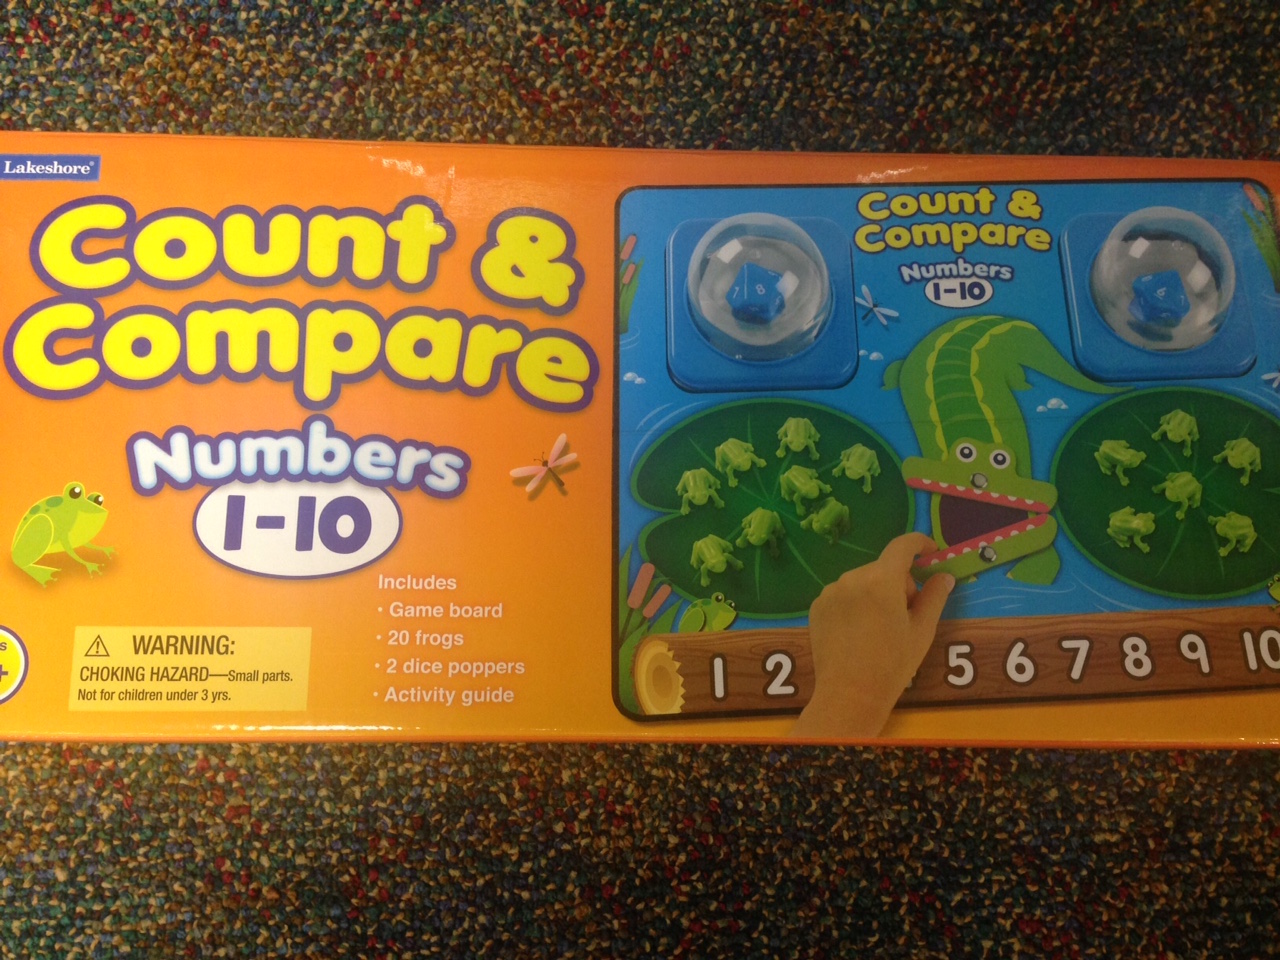 Lakeshore®
Count &
Compare
Numbers
1-10
Includes
• Game board
• 20 frogs
• 2 dice poppers
• Activity guide
WARNING:
CHOKING HAZARD—Small parts.
Not for children under 3 yrs.
+
Count &
Compare
Numbers
1-10
7 8
1 2 5 6 7 8 9 10